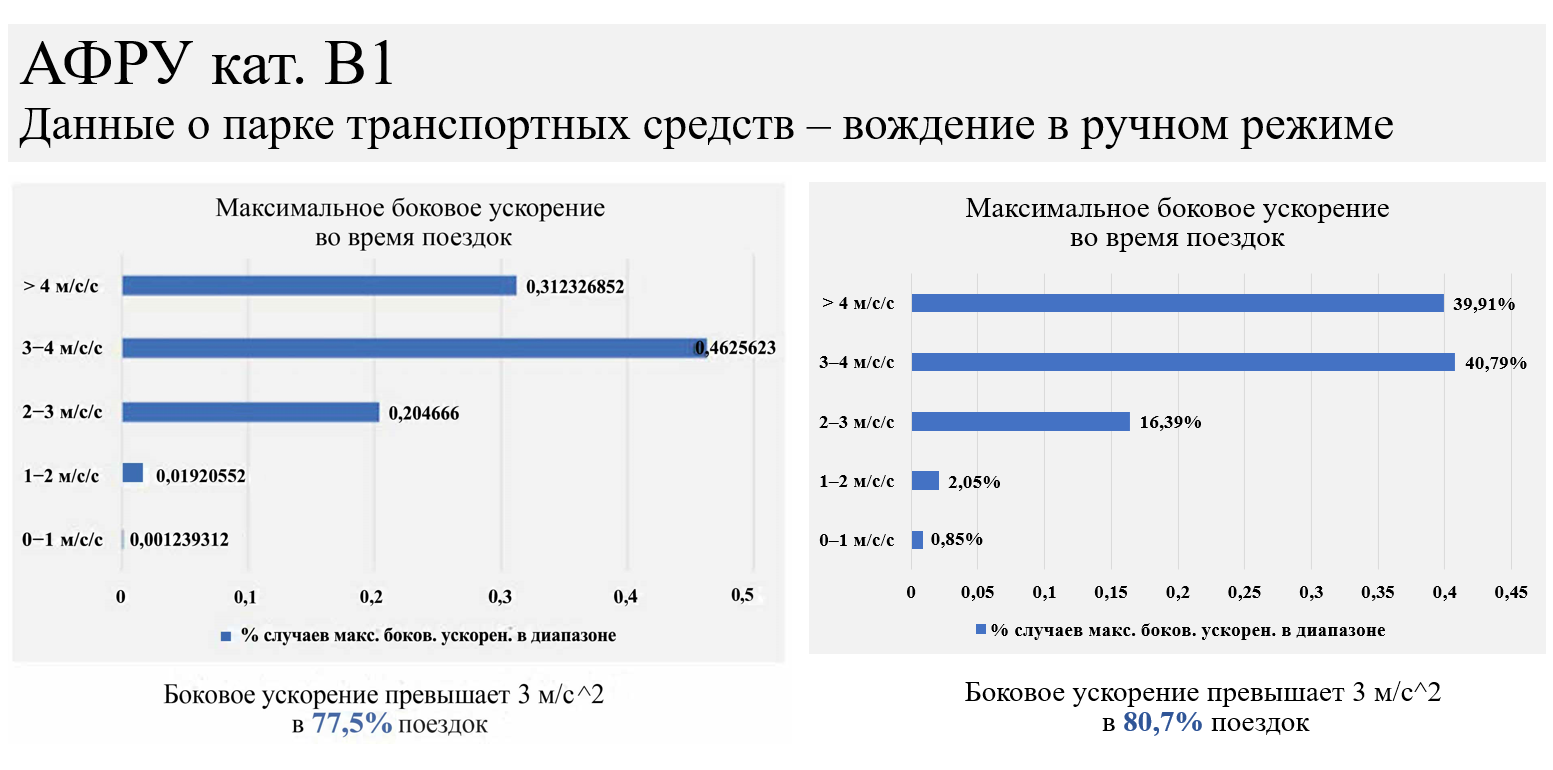 АФРУ кат. B1
Данные о парке транспортных средств – вождение в ручном режиме
Максимальное боковое ускорение
во время поездок
> 4 м/с/с
0,312326852
3−4 м/с/с
0,4625623
2−3 м/с/с
0,204666
1−2 м/с/с
0,01920552
0−1 м/с/с
0,001239312
0 0,1 0,2 0,3 0,4 0,5
% случаев макс. боков. ускорен. в диапазоне
Боковое ускорение превышает 3 м/с^2
в 77,5% поездок
Максимальное боковое ускорение
во время поездок
> 4 м/с/с
39,91%
3–4 м/с/с
40,79%
2–3 м/с/с
16,39%
1–2 м/с/с
2,05%
0–1 м/с/с
0,85%
0 0,05 0,1 0,15 0,2 0,25 0,3 0,35 0,4 0,45
% случаев макс. боков. ускорен. в диапазоне
Боковое ускорение превышает 3 м/с^2
в 80,7% поездок